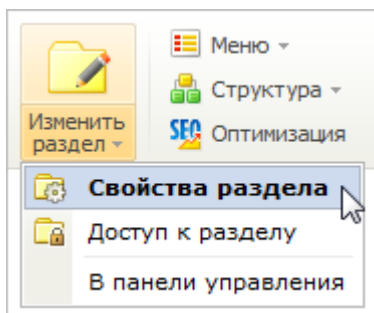 Меню
Структура
Изменить
раздел
SEO Оптимизация
Свойства раздела
Доступ к разделу
В панели управления